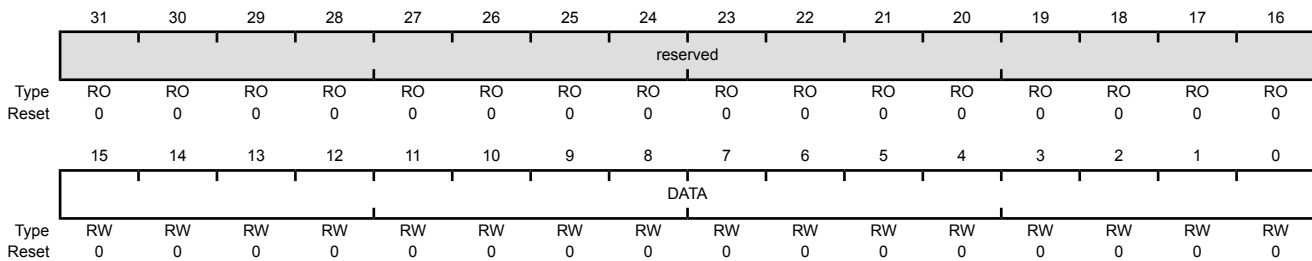 31 30 29 28 27 26 25 24 23 22 21 20 19 18 17 16
reserved
Type RO RO RO RO RO RO RO RO RO RO RO RO RO RO RO RO
Reset 0 0 0 0 0 0 0 0 0 0 0 0 0 0 0 0
15 14 13 12 11 10 9 8 7 6 5 4 3 2 1 0
DATA
Type RW RW RW RW RW RW RW RW RW RW RW RW RW RW RW RW
Reset 0 0 0 0 0 0 0 0 0 0 0 0 0 0 0 0